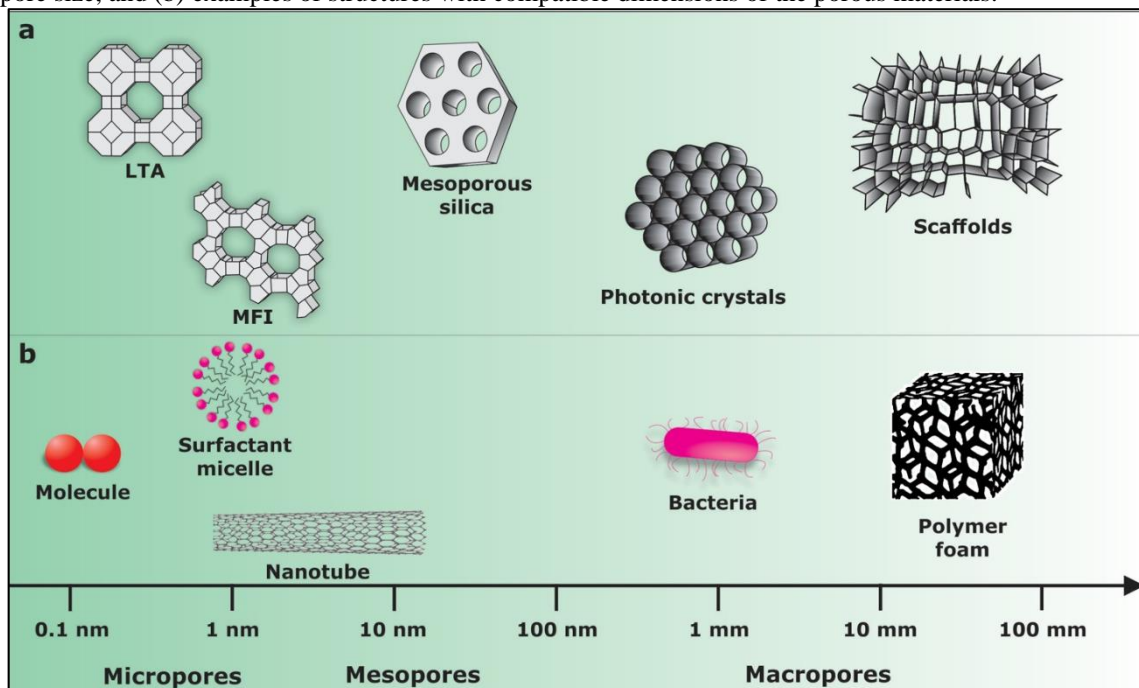 pore size, and (b) examples of structures with compatible dimensions of the porous materials.
a
LTA
Mesoporous
silica
Scaffolds
MFI
Photonic crystals
b
Surfactant
micelle
Molecule
Bacteria
Polymer
foam
Nanotube
0.1 nm 1 nm 10 nm 100 nm 1 mm 10 mm 100 mm
Micropores Mesopores Macropores